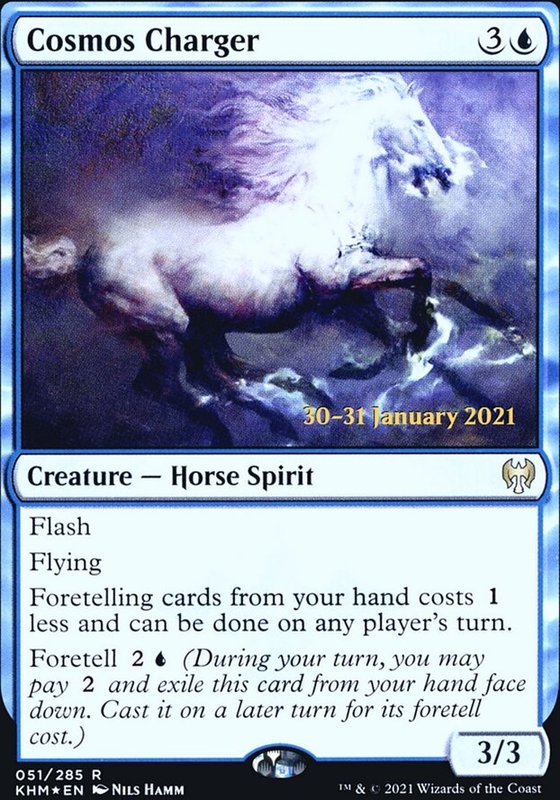 Cosmos Charger 3
30–31 January 2021
Creature — Horse Spirit
Flash
Flying
Foretelling cards from your hand costs 1
less and can be done on any player's turn.
Foretell 2 (During your turn, you may
pay 2 and exile this card from your hand face
down. Cast it on a later turn for its foretell
cost.)
3/3
051/285 R
KHM★EN Nils Hamm
™ & © 2021 Wizards of the Coast